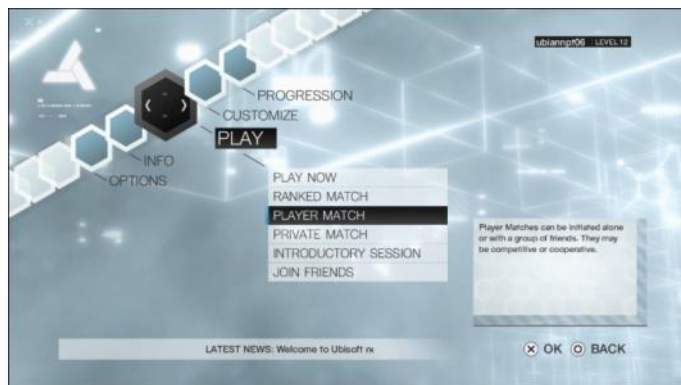 ubiannpf06 LEVEL 12
PROGRESSION
CUSTOMIZE
PLAY
INFO
OPTIONS
PLAY NOW
RANKED MATCH
PLAYER MATCH
PRIVATE MATCH
INTRODUCTORY SESSION
JOIN FRIENDS
Player Matches can be initiated alone
or with a group of friends. They may
be competitive or cooperative.
LATEST NEWS: Welcome to Ubisoft
OK BACK